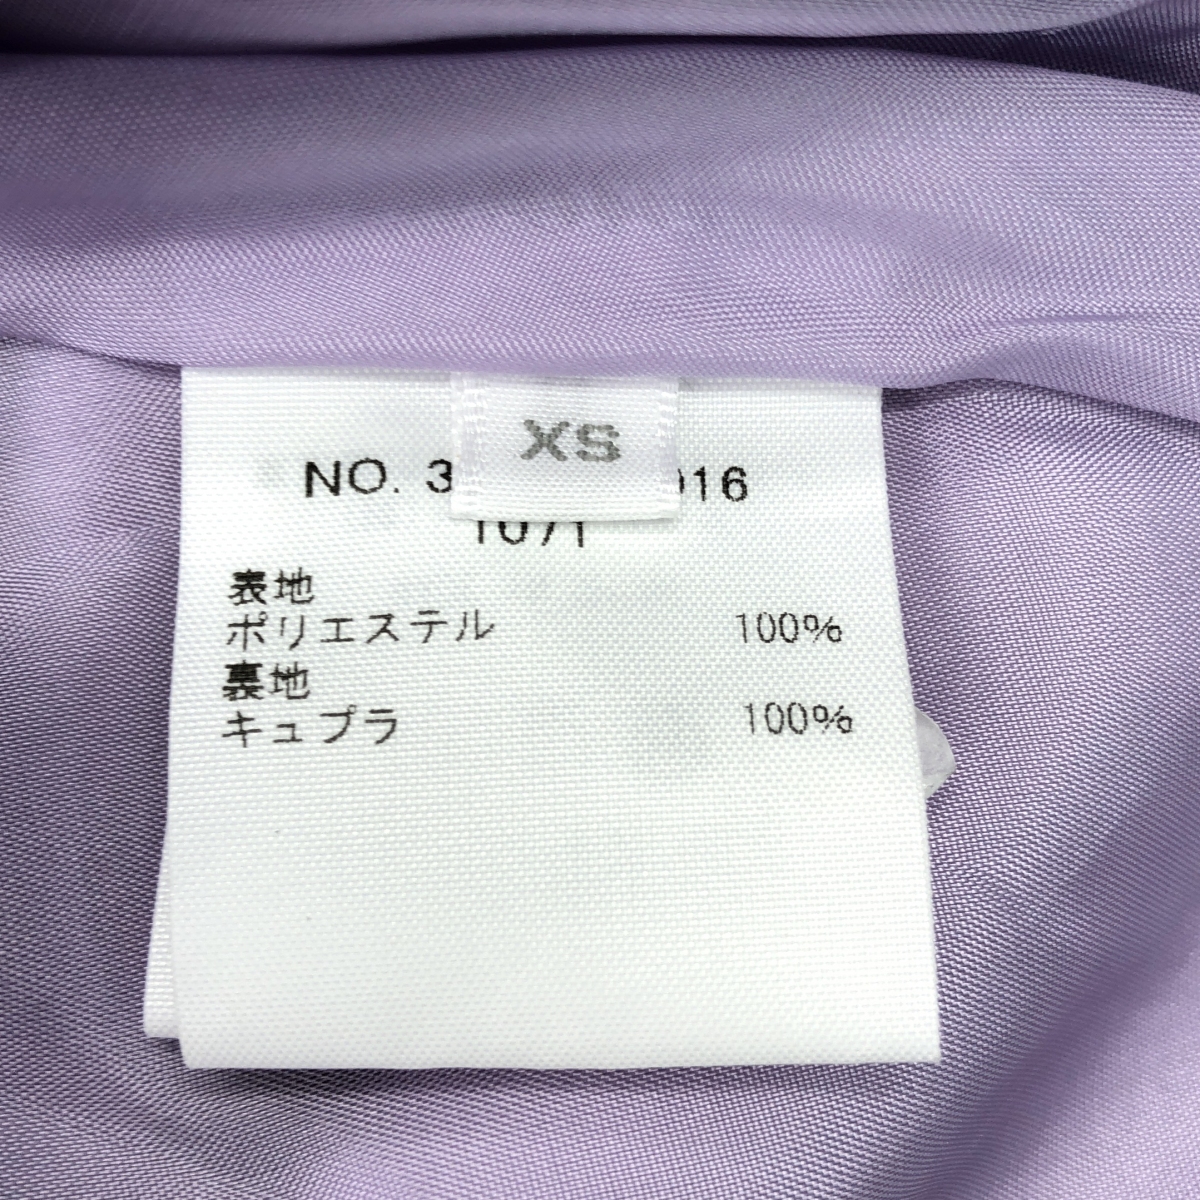 XS
NO. 3 016
表地
ポリエステル 100%
裏地
キュプラ 100%